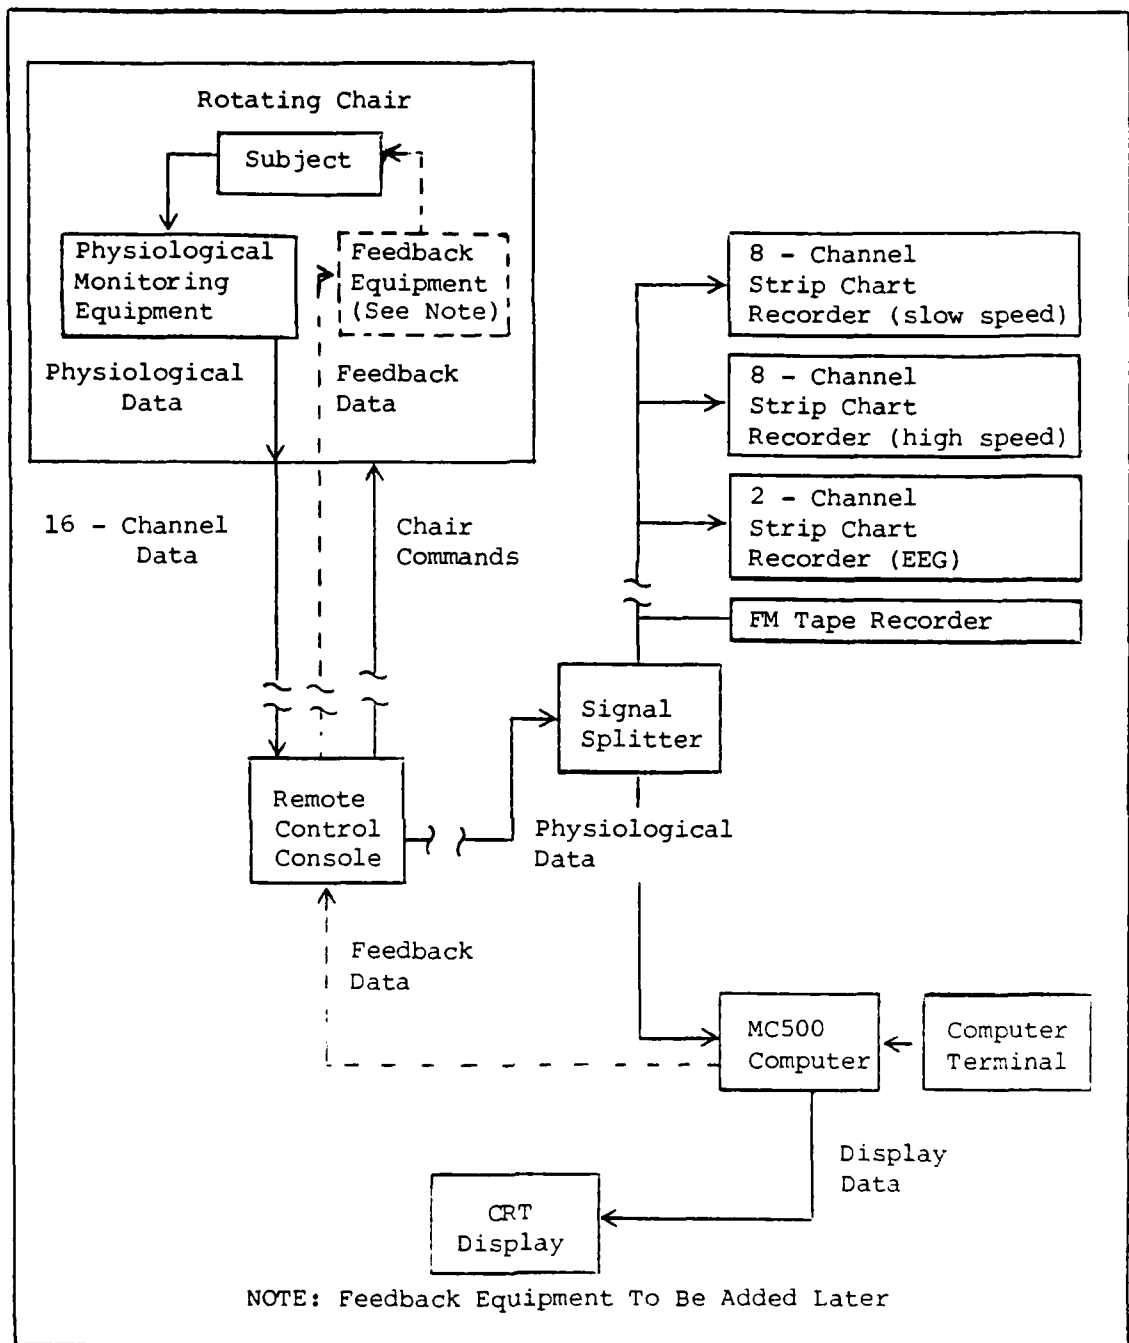 Rotating Chair
Subject
Physiological
Monitoring
Equipment
Feedback
Equipment
(See Note)
Physiological
Data
Feedback
Data
8 - Channel
Strip Chart
Recorder (slow speed)
8 - Channel
Strip Chart
Recorder (high speed)
2 - Channel
Strip Chart
Recorder (EEG)
FM Tape Recorder
16 - Channel
Data
Chair
Commands
Signal
Splitter
Remote
Control
Console
Physiological
Data
Feedback
Data
MC500
Computer
Computer
Terminal
Display
Data
CRT
Display
NOTE: Feedback Equipment To Be Added Later